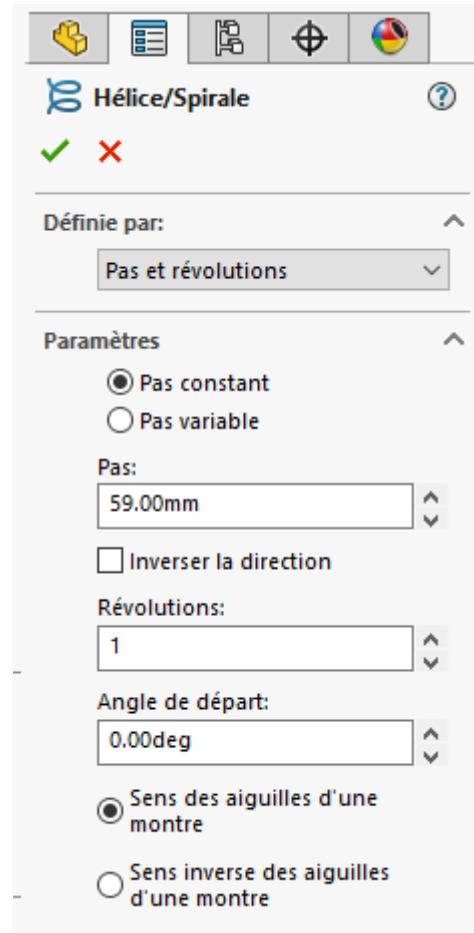 Hélice/Spirale
?
Définie par:
Pas et révolutions
Paramètres
Pas constant
Pas variable
Pas:
59.00mm
Inverser la direction
Révolutions:
1
Angle de départ:
0.00deg
Sens des aiguilles d'une
montre
Sens inverse des aiguilles
d'une montre